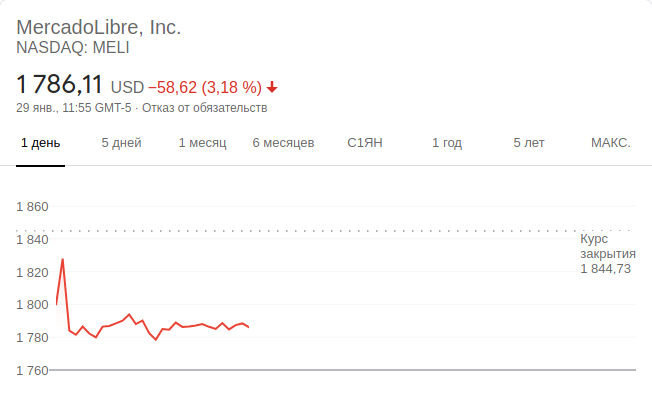 MercadoLibre, Inc.
NASDAQ: MELI
1 786,11 USD −58,62 (3,18 %)
29 янв., 11:55 GMT-5 · Отказ от обязательств
1 день 5 дней 1 месяц 6 месяцев С1ЯН 1 год 5 лет МАКС.
1 860
1 840
Курс
закрытия
1 844,73
1 820
1 800
1 780
1 760